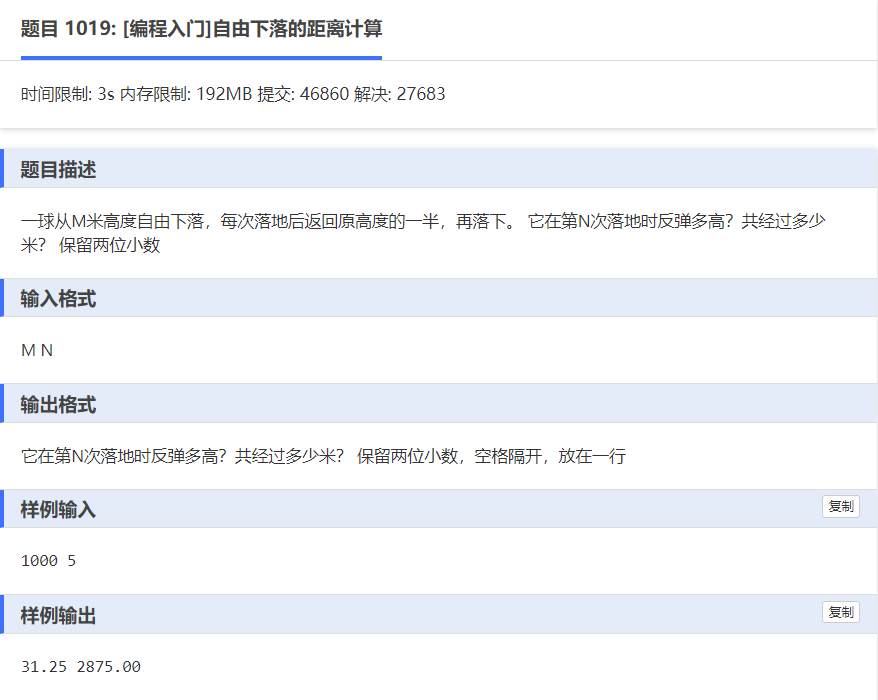 题目 1019: [编程入门]自由下落的距离计算
时间限制: 3s 内存限制: 192MB 提交: 46860 解决: 27683
题目描述
一球从M米高度自由下落，每次落地后返回原高度的一半，再落下。 它在第N次落地时反弹多高？共经过多少
米？ 保留两位小数
输入格式
M N
输出格式
它在第N次落地时反弹多高？共经过多少米？ 保留两位小数，空格隔开，放在一行
样例输入
复制
1000 5
样例输出
复制
31.25 2875.00